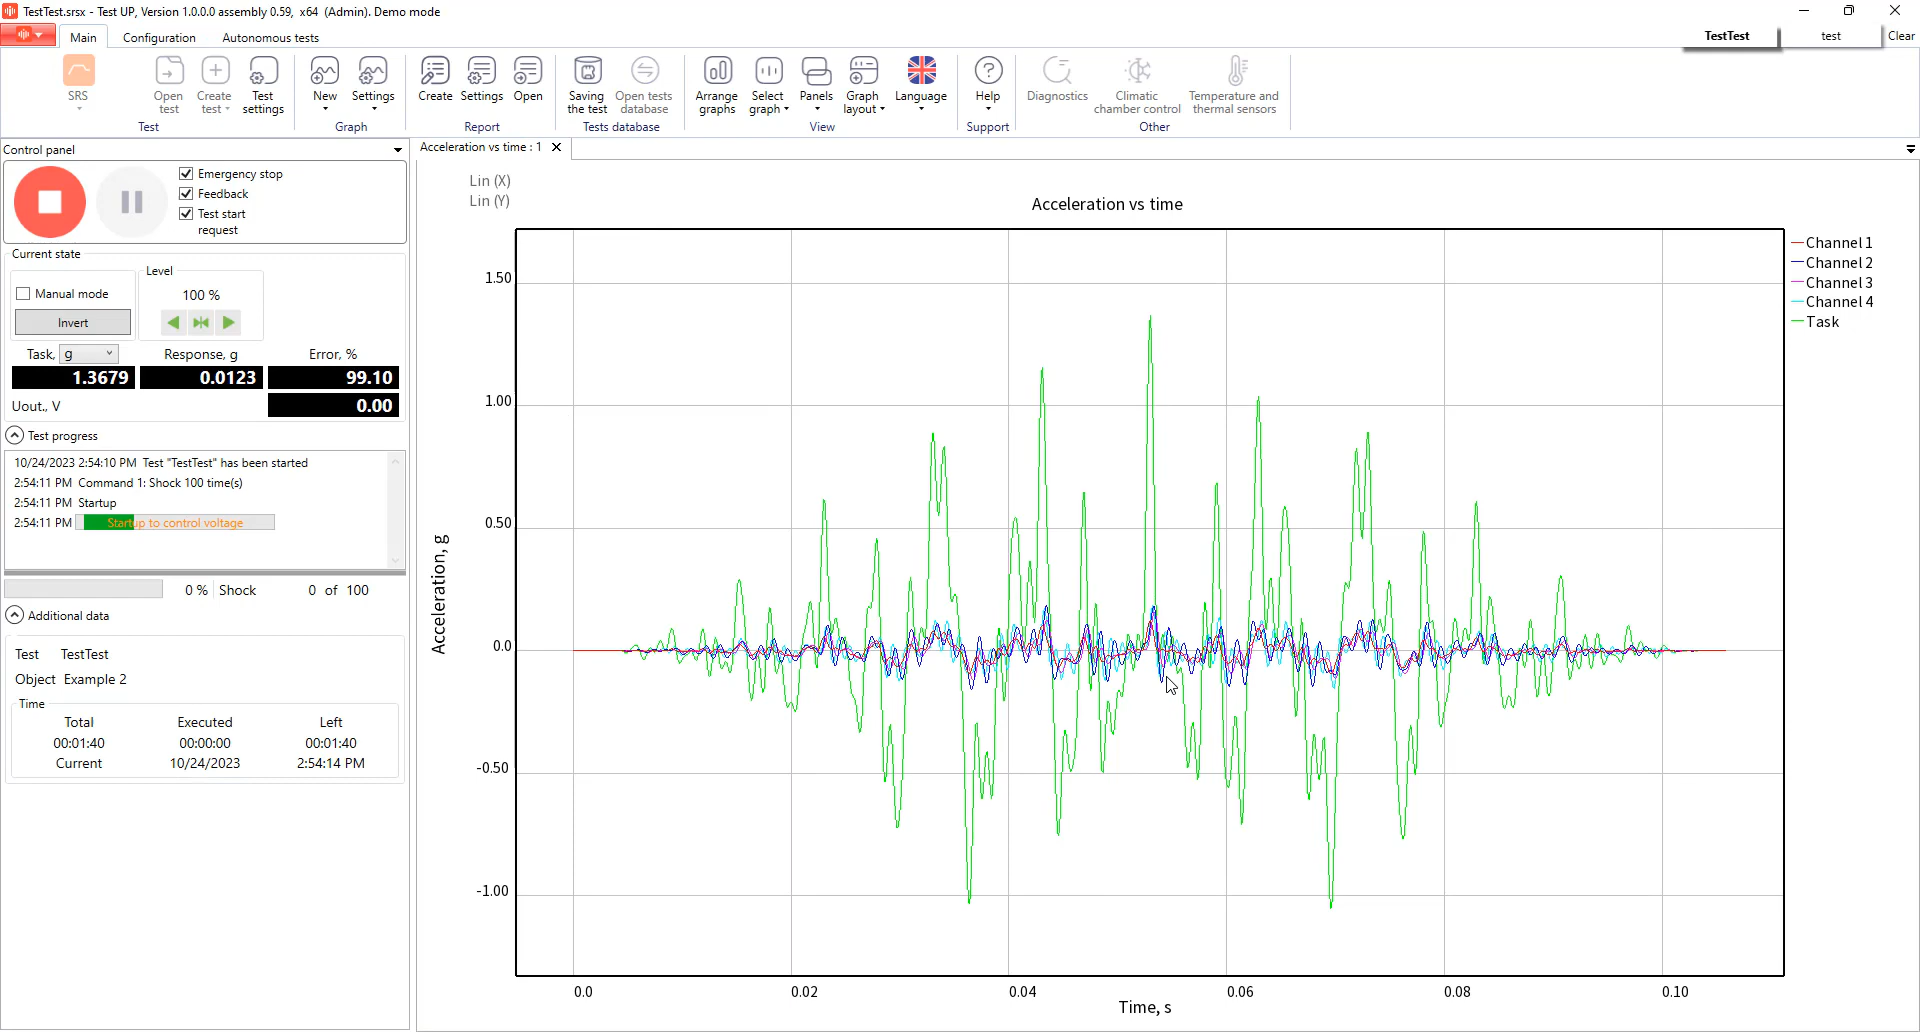 TestTest.srsx - Test UP, Version 1.0.0.0 assembly 0.59, x64 (Admin). Demo mode
Main Configuration Autonomous tests
TestTest test Clear
SRS
Open test
Create test
Test settings
Test
New
Settings
Graph
Create
Settings
Open
Report
Saving the test
Open tests database
Tests database
Arrange graphs
Select graph
Panels
Graph layout
Language
View
Help
Support
Diagnostics
Climatic chamber control
Temperature and thermal sensors
Other
Control panel
Emergency stop
Feedback
Test start
request
Current state
Manual mode
Invert
Level
100 %
Task, g Response, g Error, %
1.3679 0.0123 99.10
Uout., V 0.00
Test progress
10/24/2023 2:54:10 PM Test "TestTest" has been started
2:54:11 PM Command 1: Shock 100 time(s)
2:54:11 PM Startup
2:54:11 PM Startup to control voltage
0 % Shock 0 of 100
Additional data
Test TestTest
Object Example 2
Time
Total Executed Left
00:01:40 00:00:00 00:01:40
Current 10/24/2023 2:54:14 PM
Acceleration vs time : 1
Lin (X)
Lin (Y)
Acceleration vs time
Channel 1
Channel 2
Channel 3
Channel 4
Task
1.50
1.00
0.50
0.0
-0.50
-1.00
Acceleration, g
0.0 0.02 0.04 0.06 0.08 0.10
Time, s